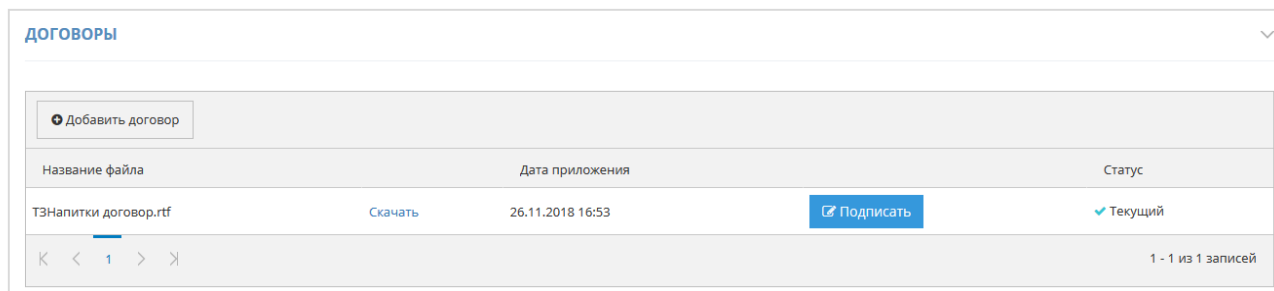 ДОГОВОРЫ
Добавить договор
Название файла Дата приложения Статус
ТЗНапитки договор.rtf Скачать 26.11.2018 16:53 Подписать Текущий
1 1 - 1 из 1 записей